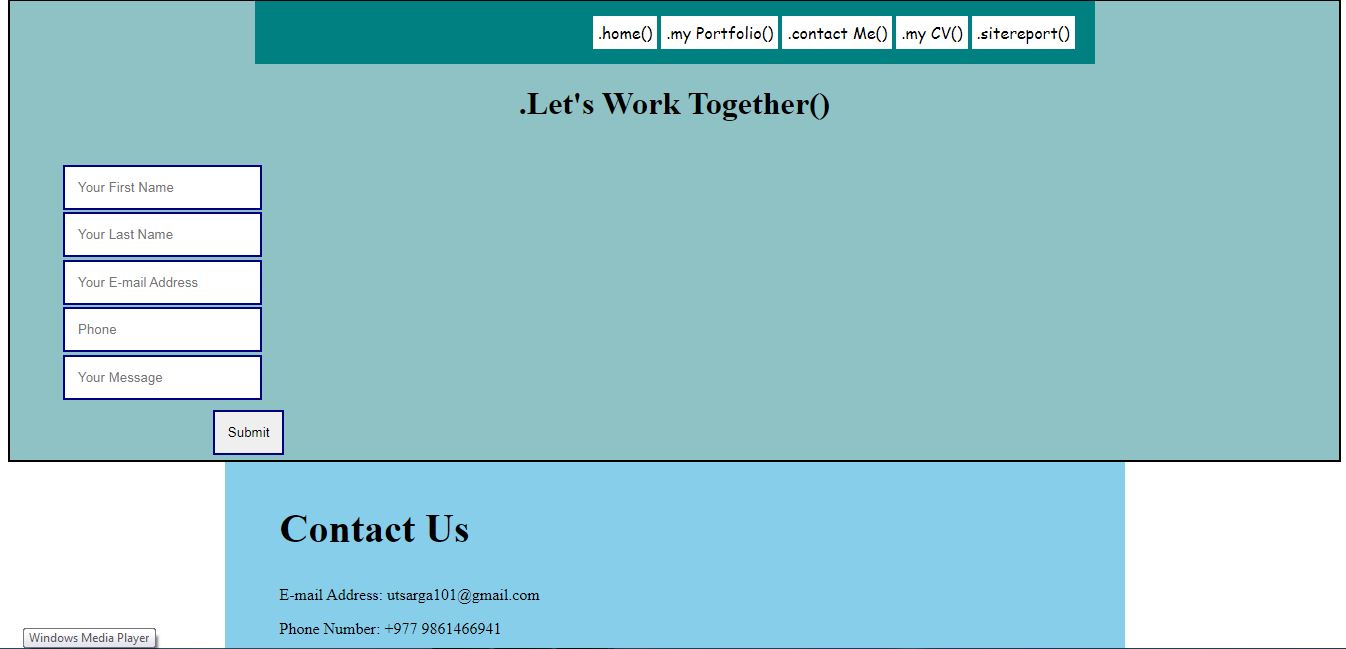 .home() .my Portfolio() .contact Me() .my CV() .sitereport()
.Let's Work Together()
Your First Name
Your Last Name
Your E-mail Address
Phone
Your Message
Submit
Contact Us
E-mail Address: utsarga101@gmail.com
Phone Number: +977 9861466941
Windows Media Player